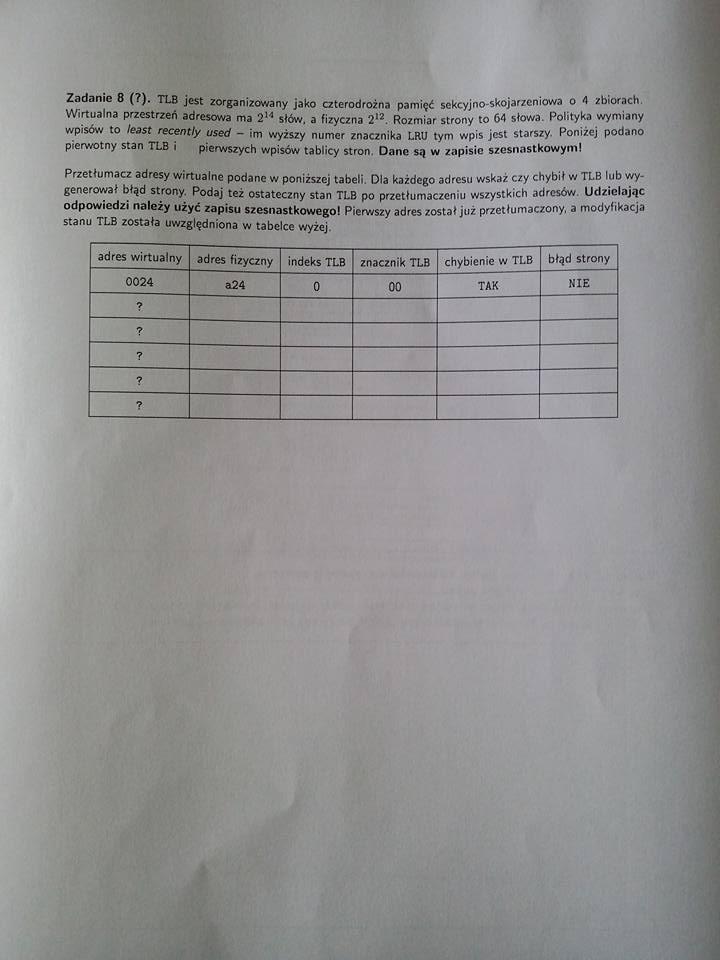 Zadanie 8 (?). TLB jest zorganizowany jako czterodrożna pamięć sekcyjno-skojarzeniowa o 4 zbiorach.
Wirtualna przestrzeń adresowa ma 2¹⁴ słów, a fizyczna 2¹². Rozmiar strony to 64 słowa. Polityka wymiany
wpisów to least recently used – im wyższy numer znacznika LRU tym wpis jest starszy. Poniżej podano
pierwotny stan TLB i pierwszych wpisów tablicy stron. Dane są w zapisie szesnastkowym!
Przetłumacz adresy wirtualne podane w poniższej tabeli. Dla każdego adresu wskaż czy chybił w TLB lub wy-
generował błąd strony. Podaj też ostateczny stan TLB po przetłumaczeniu wszystkich adresów. Udzielając
odpowiedzi należy użyć zapisu szesnastkowego! Pierwszy adres został już przetłumaczony, a modyfikacja
stanu TLB została uwzględniona w tabelce wyżej.
adres wirtualny adres fizyczny indeks TLB znacznik TLB chybienie w TLB błąd strony
0024 a24 0 00 TAK NIE
?
?
?
?
?